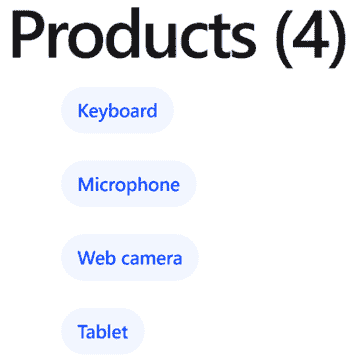 Products (4)
Keyboard
Microphone
Web camera
Tablet